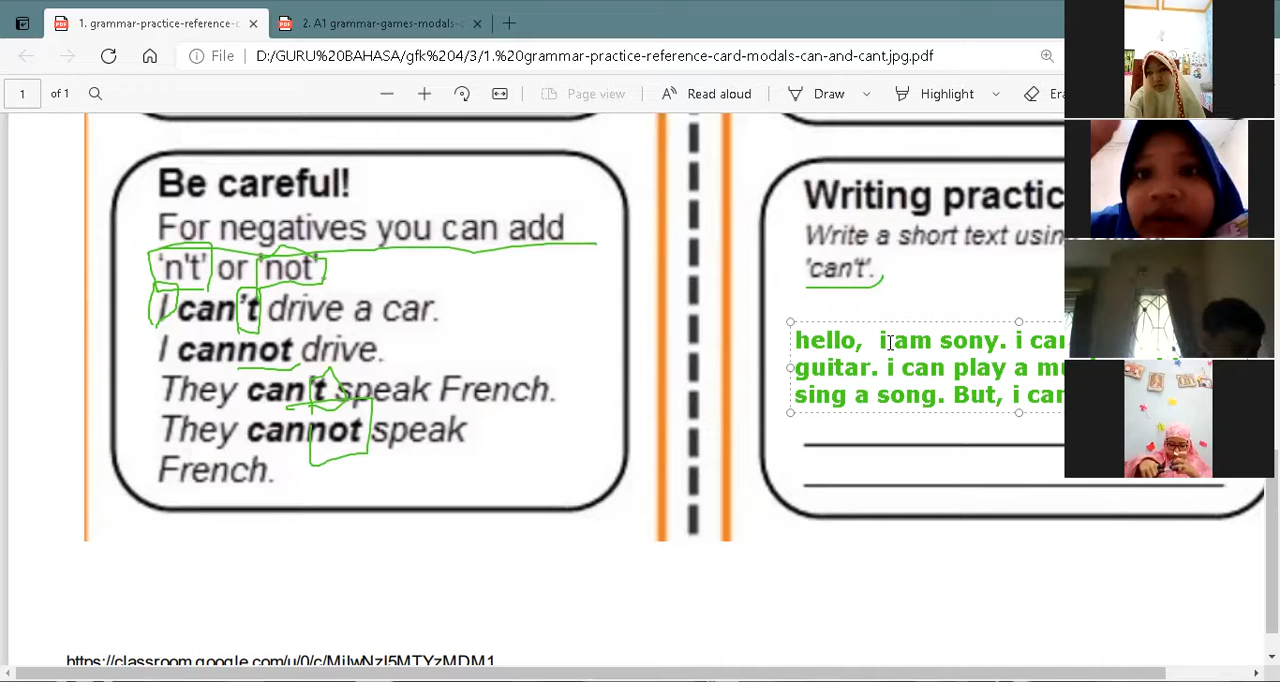 1. grammar-practice-reference-c
2. A1 grammar-games-modals-
File
D:/GURU%20BAHASA/gfk%204/3/1.%20grammar-practice-reference-card-modals-can-and-cant.jpg.pdf
1 of 1
Page view
Read aloud
Draw
Highlight
Era
Be careful!
For negatives you can add
'n't' or 'not'.
I can't drive a car.
I cannot drive.
They can't speak French.
They cannot speak
French.
Writing practic
Write a short text using
'can't'.
hello, i am sony. i can
guitar. i can play a mu
sing a song. But, i can
https://classroom.google.com/u/0/c/MjIwNzI5MTYzMDM1